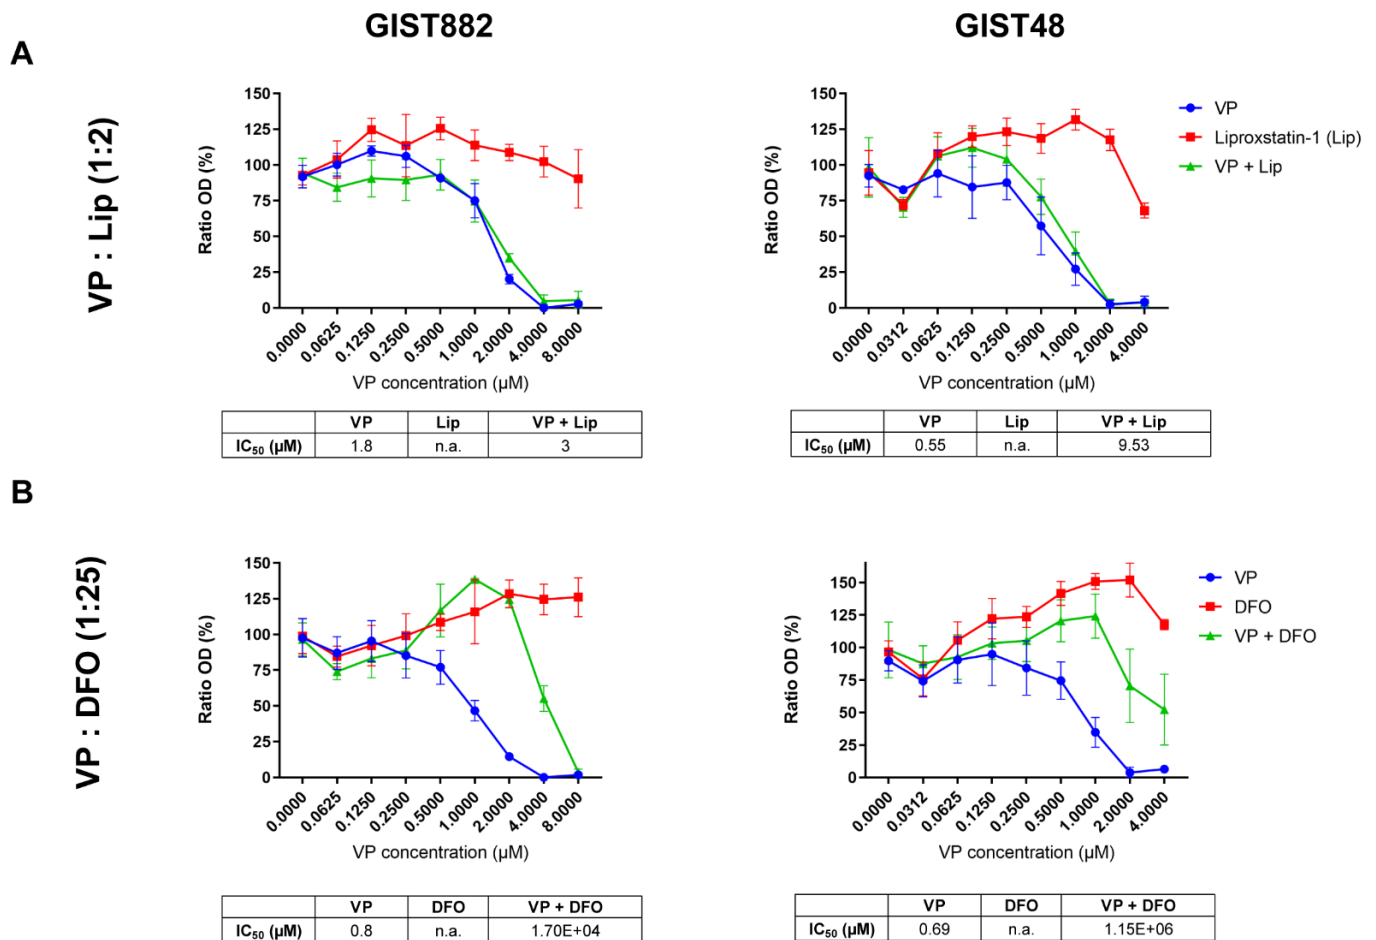 GIST882
GIST48
A
VP : Lip (1:2)
150
125
100
75
50
25
0
Ratio OD (%)
0.0000
0.0625
0.1250
0.2500
0.5000
1.0000
2.0000
4.0000
8.0000
VP concentration (µM)
150
125
100
75
50
25
0
Ratio OD (%)
0.0000
0.0312
0.0625
0.1250
0.2500
0.5000
1.0000
2.0000
4.0000
VP concentration (µM)
VP
Liproxstatin-1 (Lip)
VP + Lip
VP Lip VP + Lip
IC50 (µM) 1.8 n.a. 3
VP Lip VP + Lip
IC50 (µM) 0.55 n.a. 9.53
B
VP : DFO (1:25)
150
125
100
75
50
25
0
Ratio OD (%)
0.0000
0.0625
0.1250
0.2500
0.5000
1.0000
2.0000
4.0000
8.0000
VP concentration (µM)
150
125
100
75
50
25
0
Ratio OD (%)
0.0000
0.0312
0.0625
0.1250
0.2500
0.5000
1.0000
2.0000
4.0000
VP concentration (µM)
VP
DFO
VP + DFO
VP DFO VP + DFO
IC50 (µM) 0.8 n.a. 1.70E+04
VP DFO VP + DFO
IC50 (µM) 0.69 n.a. 1.15E+06